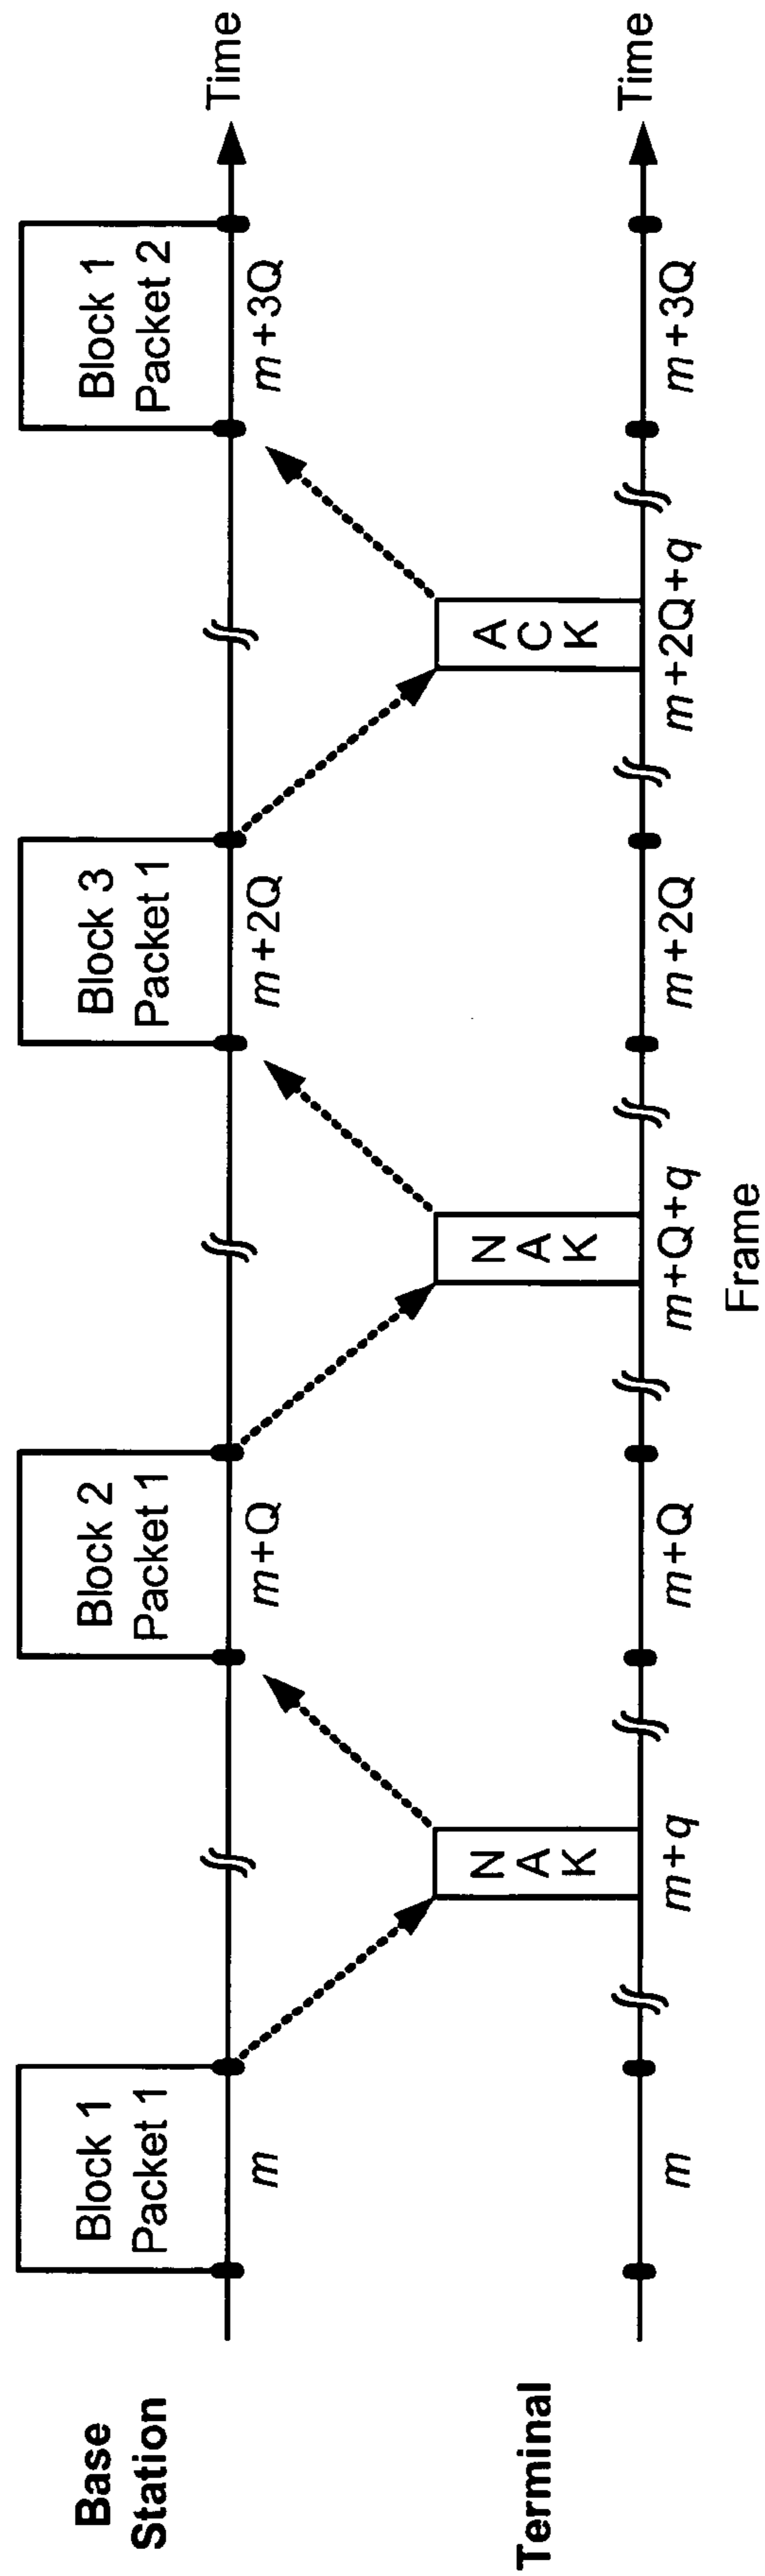 Base
Station
Block 1
Packet 1
Block 2
Packet 1
Block 3
Packet 1
Block 1
Packet 2
Time
m
m+Q
m+2Q
m+3Q
Terminal
N
A
K
N
A
K
A
C
K
Time
m
m+q
m+Q
m+Q+q
m+2Q
m+2Q+q
m+3Q
Frame